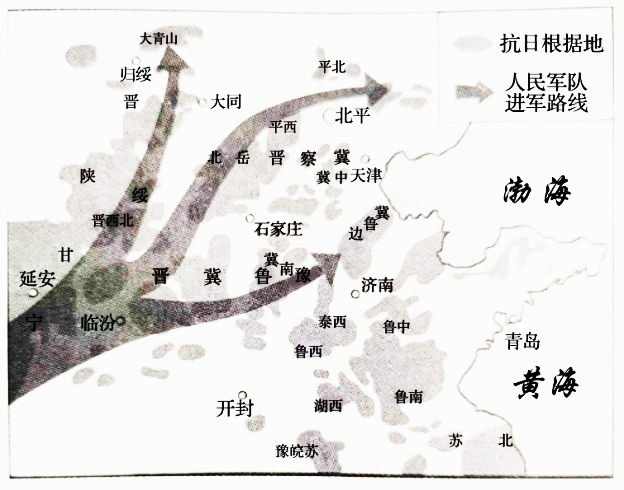 大青山
归绥
晋
大同
平北
抗日根据地
人民军队
进军路线
北平
平西
北岳 晋察冀
冀中 天津
陕
绥
晋西北
渤海
冀
鲁
边
石家庄
甘
延安
冀南
晋冀鲁豫
济南
宁
临汾
泰西
鲁中
鲁西
青岛
黄海
开封
湖西
鲁南
豫皖苏
苏北